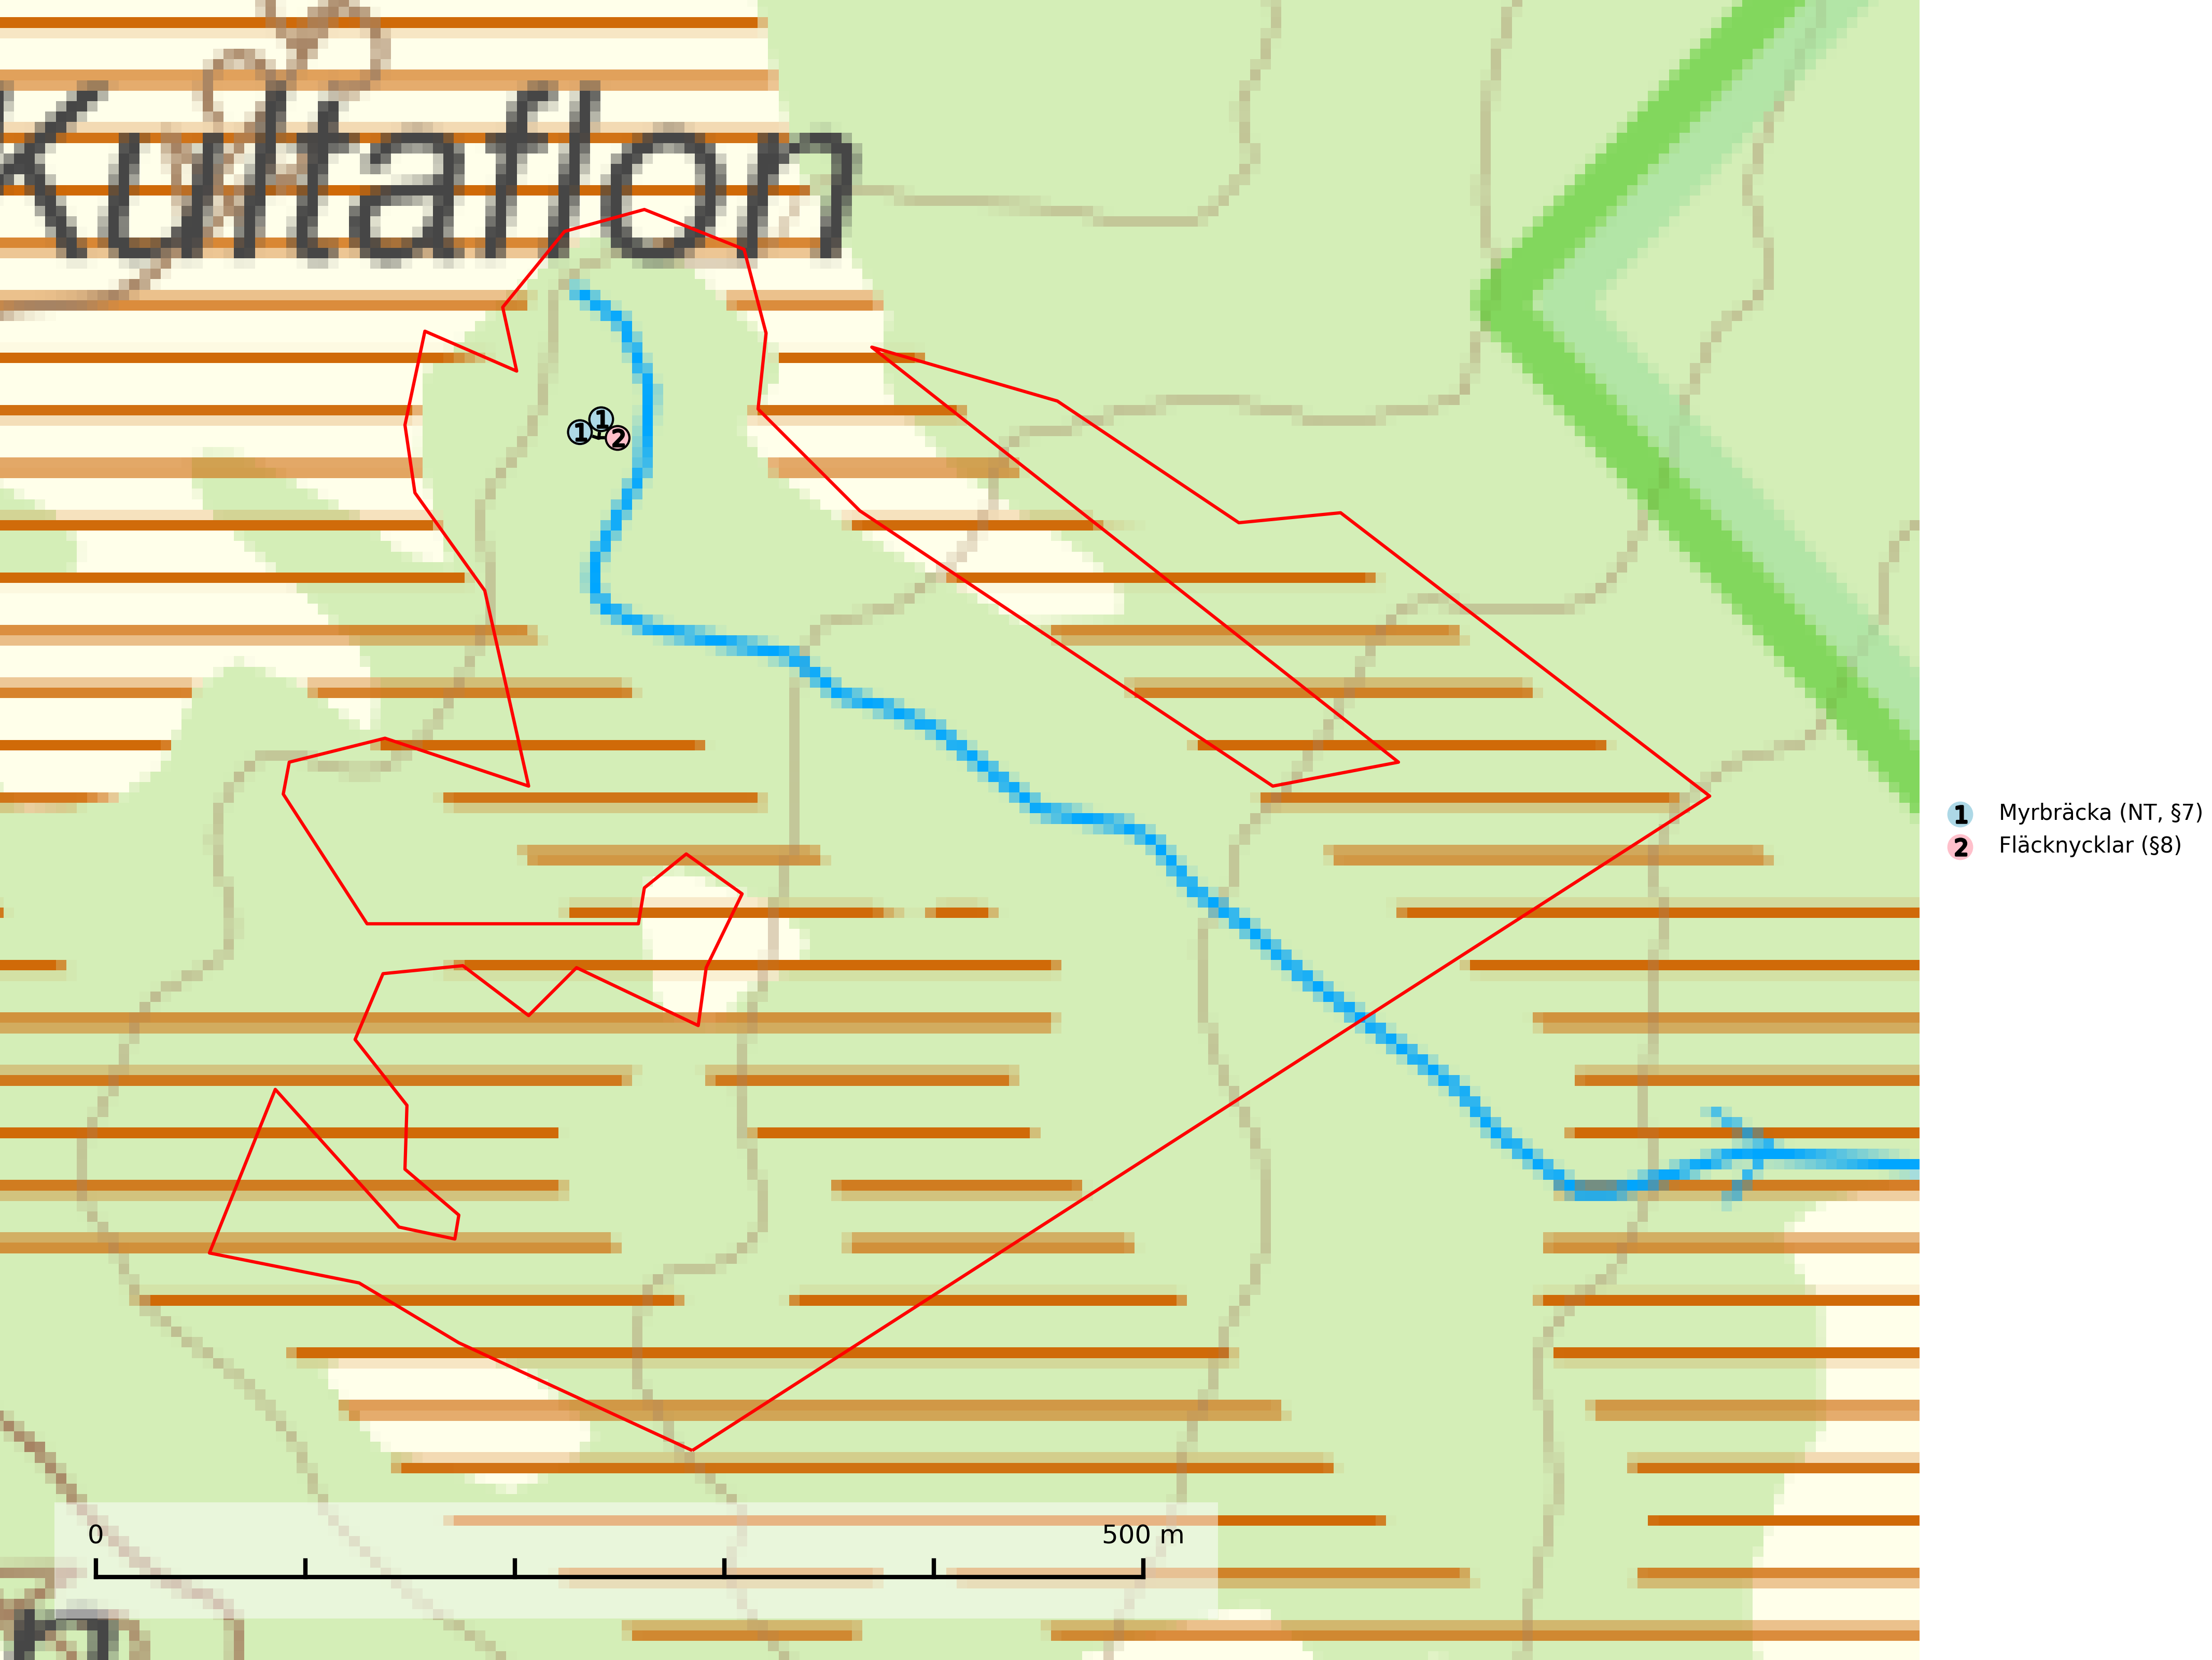 Kultaflon
1
1
2
1 Myrbräcka (NT, §7)
2 Fläcknycklar (§8)
0 500 m